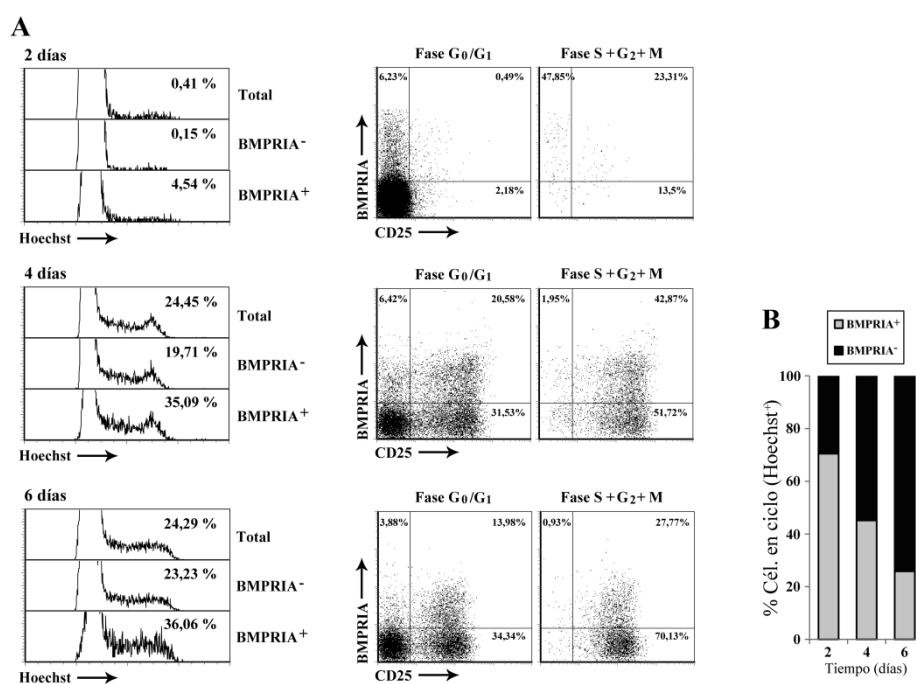 A
2 días
0,41 %
Total
0,15 %
BMPRIA-
4,54 %
BMPRIA+
Hoechst
Fase G0/G1
Fase S+G2+M
6,23%
0,49%
47,85%
23,31%
BMPRIA
2,18%
13,5%
CD25
4 días
24,45 %
Total
19,71 %
BMPRIA-
35,09 %
BMPRIA+
Hoechst
Fase G0/G1
Fase S+G2+M
6,42%
20,58%
1,95%
42,87%
BMPRIA
31,53%
51,72%
CD25
6 días
24,29 %
Total
23,23 %
BMPRIA-
36,06 %
BMPRIA+
Hoechst
Fase G0/G1
Fase S+G2+M
3,88%
13,98%
0,93%
27,77%
BMPRIA
34,34%
70,13%
CD25
B
BMPRIA+
BMPRIA-
% Cél. en ciclo (Hoechst+)
100
80
60
40
20
0
2 4 6
Tiempo (días)